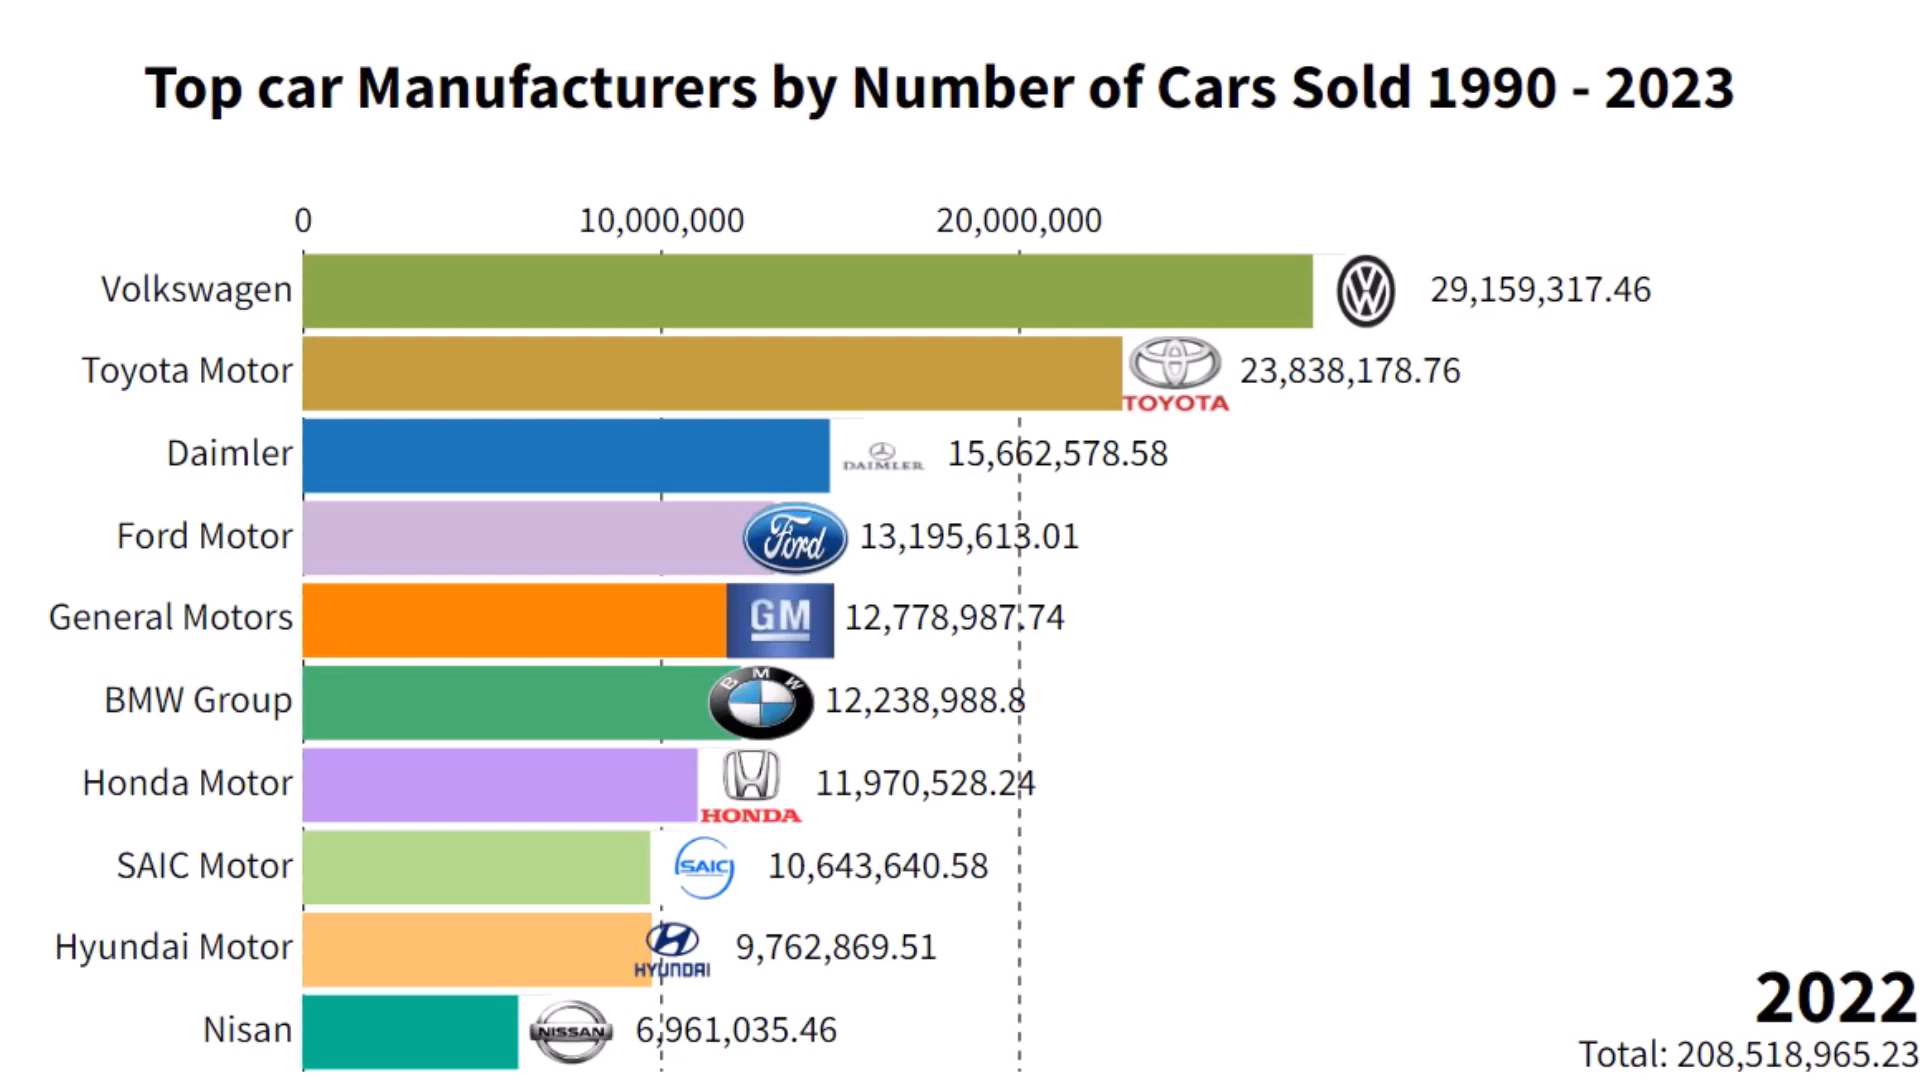 Top car Manufacturers by Number of Cars Sold 1990 - 2023
0 10,000,000 20,000,000
Volkswagen 29,159,317.46
Toyota Motor TOYOTA 23,838,178.76
Daimler DAIMLER 15,662,578.58
Ford Motor Ford 13,195,613.01
General Motors GM 12,778,987.74
BMW Group BMW 12,238,988.8
Honda Motor HONDA 11,970,528.24
SAIC Motor SAIC 10,643,640.58
Hyundai Motor HYUNDAI 9,762,869.51
Nisan NISSAN 6,961,035.46
2022
Total: 208,518,965.23